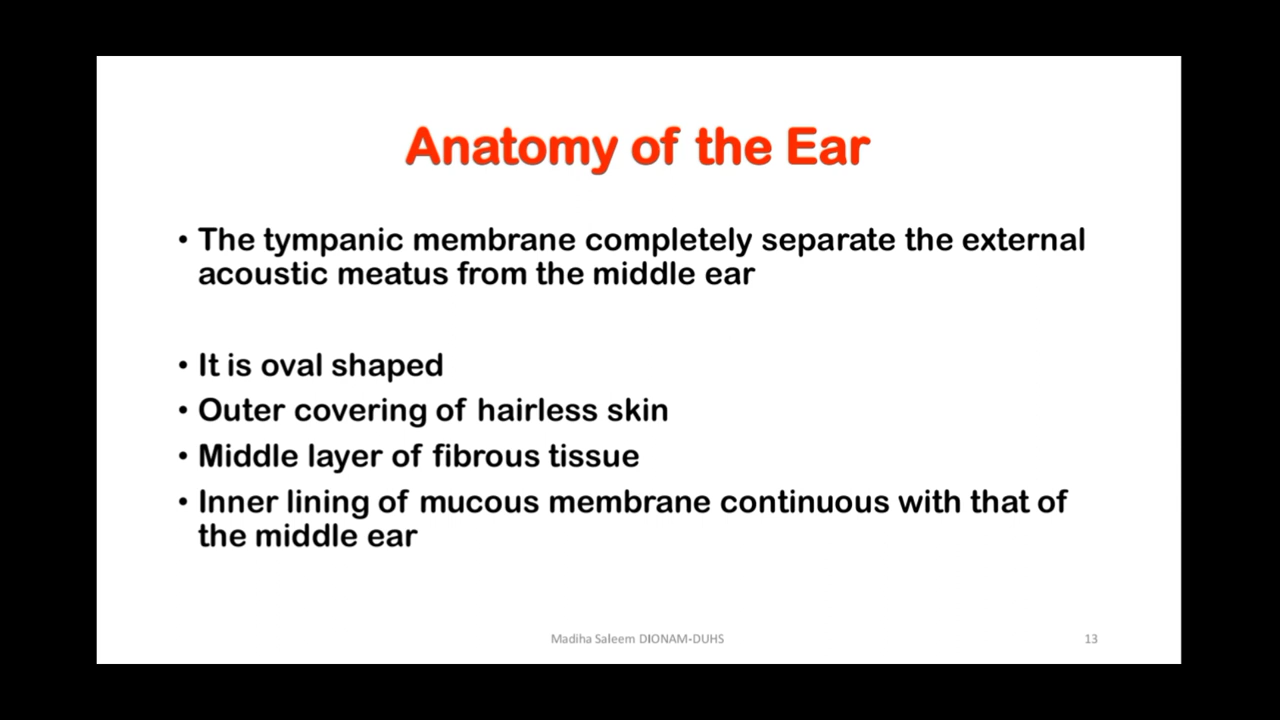 Anatomy of the Ear
• The tympanic membrane completely separate the external
acoustic meatus from the middle ear
• It is oval shaped
• Outer covering of hairless skin
• Middle layer of fibrous tissue
• Inner lining of mucous membrane continuous with that of
the middle ear
Madiha Saleem DIONAM-DUHS
13